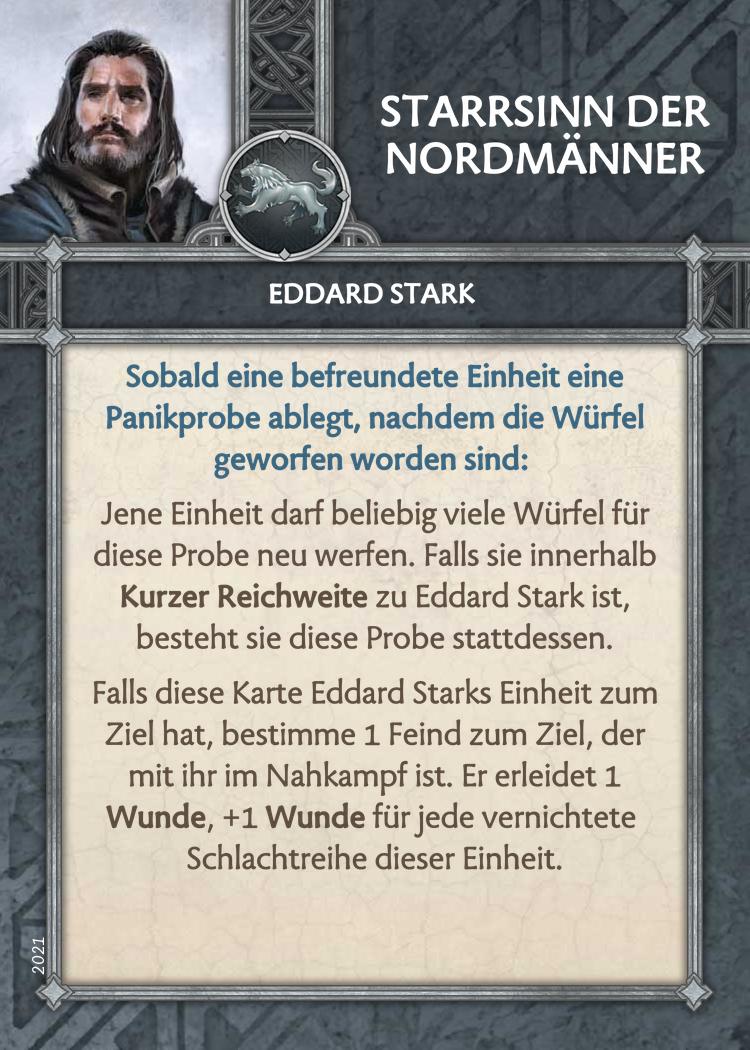 STARRSINN DER
NORDMÄNNER
EDDARD STARK
Sobald eine befreundete Einheit eine
Panikprobe ablegt, nachdem die Würfel
geworfen worden sind:
Jene Einheit darf beliebig viele Würfel für
diese Probe neu werfen. Falls sie innerhalb
Kurzer Reichweite zu Eddard Stark ist,
besteht sie diese Probe stattdessen.
Falls diese Karte Eddard Starks Einheit zum
Ziel hat, bestimme 1 Feind zum Ziel, der
mit ihr im Nahkampf ist. Er erleidet 1
Wunde, +1 Wunde für jede vernichtete
Schlachtreihe dieser Einheit.
2021